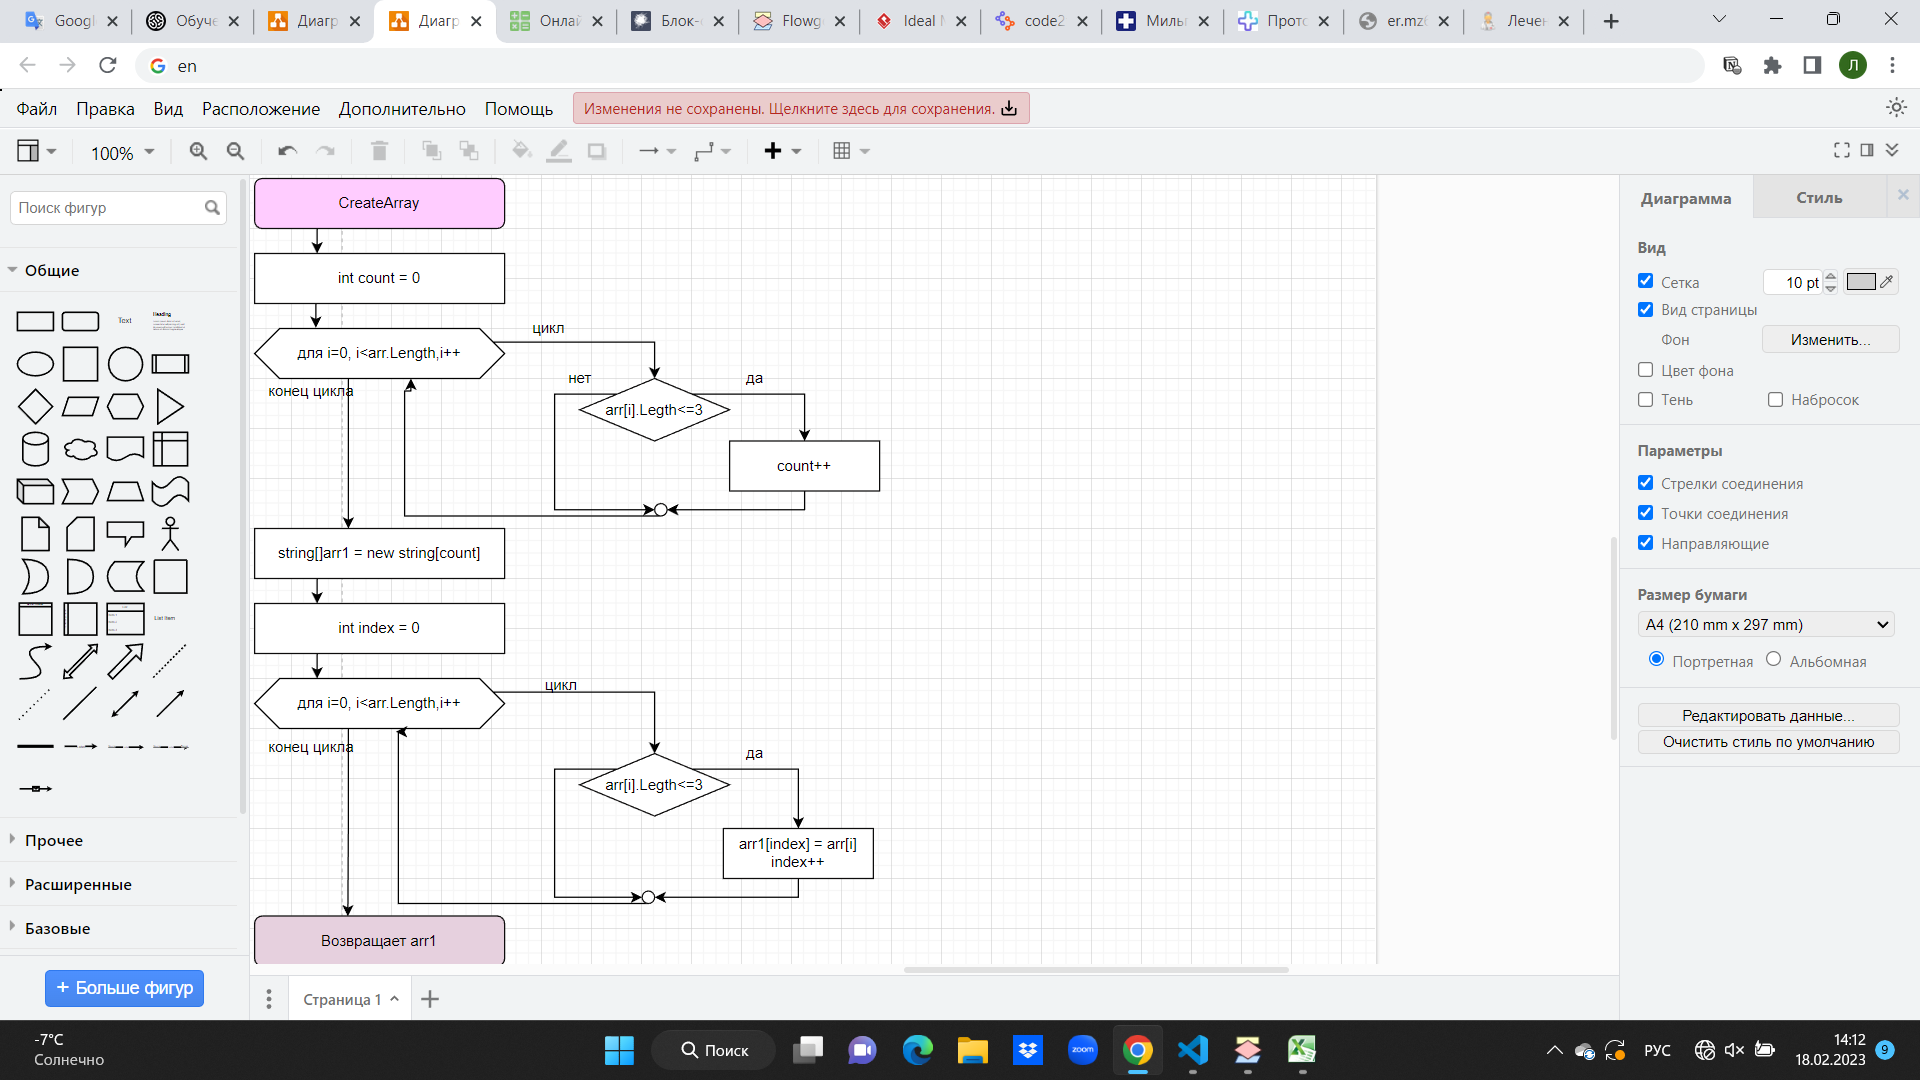 Googl
Обуче
Диагр
Диагр
Онлай
Блок-
Flowg
Ideal M
code2
Милы
Прото
er.mz
Лечен
en
Л
Файл Правка Вид Расположение Дополнительно Помощь
Изменения не сохранены. Щелкните здесь для сохранения.
100%
Поиск фигур
Общие
Text
Heading
List Item
Прочее
Расширенные
Базовые
+ Больше фигур
CreateArray
int count = 0
для i=0, i<arr.Length,i++
цикл
конец цикла
нет
да
arr[i].Legth<=3
count++
string[]arr1 = new string[count]
int index = 0
для i=0, i<arr.Length,i++
цикл
конец цикла
да
arr[i].Legth<=3
arr1[index] = arr[i]
index++
Возвращает arr1
Страница 1
Диаграмма
Стиль
Вид
Сетка
10 pt
Вид страницы
Фон
Изменить...
Цвет фона
Тень
Набросок
Параметры
Стрелки соединения
Точки соединения
Направляющие
Размер бумаги
A4 (210 mm x 297 mm)
Портретная
Альбомная
Редактировать данные...
Очистить стиль по умолчанию
-7°C
Солнечно
Поиск
zoom
РУС
14:12
18.02.2023
9